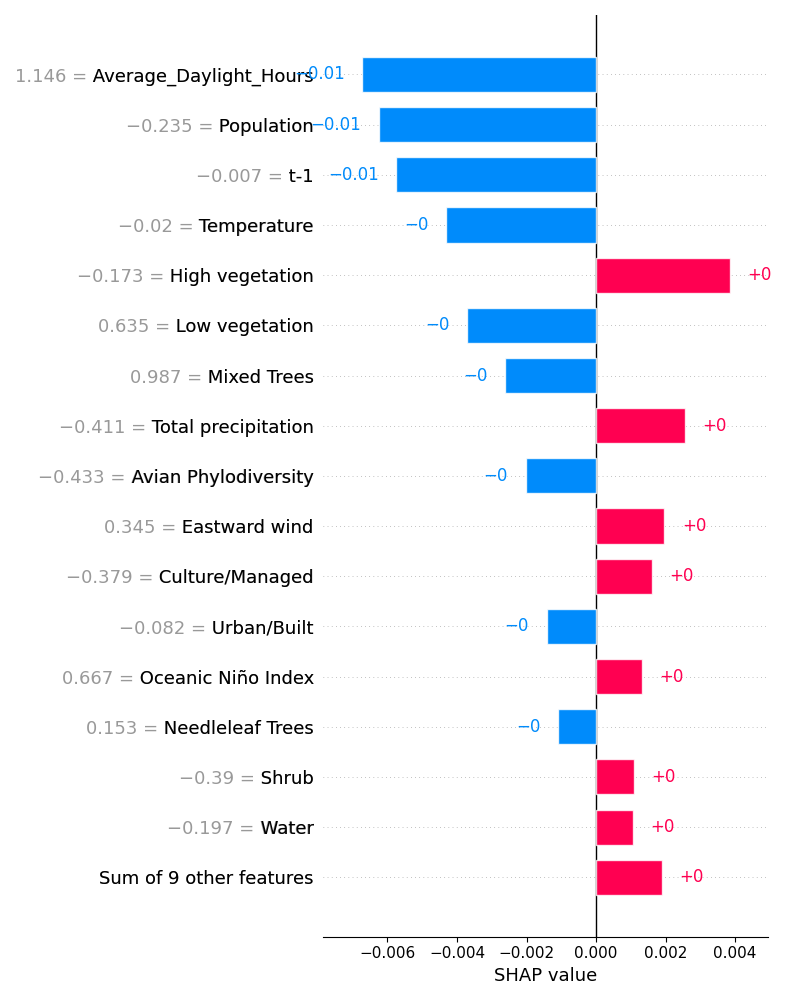 1.146 = Average_Daylight_Hours −0.01
−0.235 = Population −0.01
−0.007 = t-1 −0.01
−0.02 = Temperature −0
−0.173 = High vegetation +0
0.635 = Low vegetation −0
0.987 = Mixed Trees −0
−0.411 = Total precipitation +0
−0.433 = Avian Phylodiversity −0
0.345 = Eastward wind +0
−0.379 = Culture/Managed +0
−0.082 = Urban/Built −0
0.667 = Oceanic Niño Index +0
0.153 = Needleleaf Trees −0
−0.39 = Shrub +0
−0.197 = Water +0
Sum of 9 other features +0
−0.006 −0.004 −0.002 0.000 0.002 0.004
SHAP value